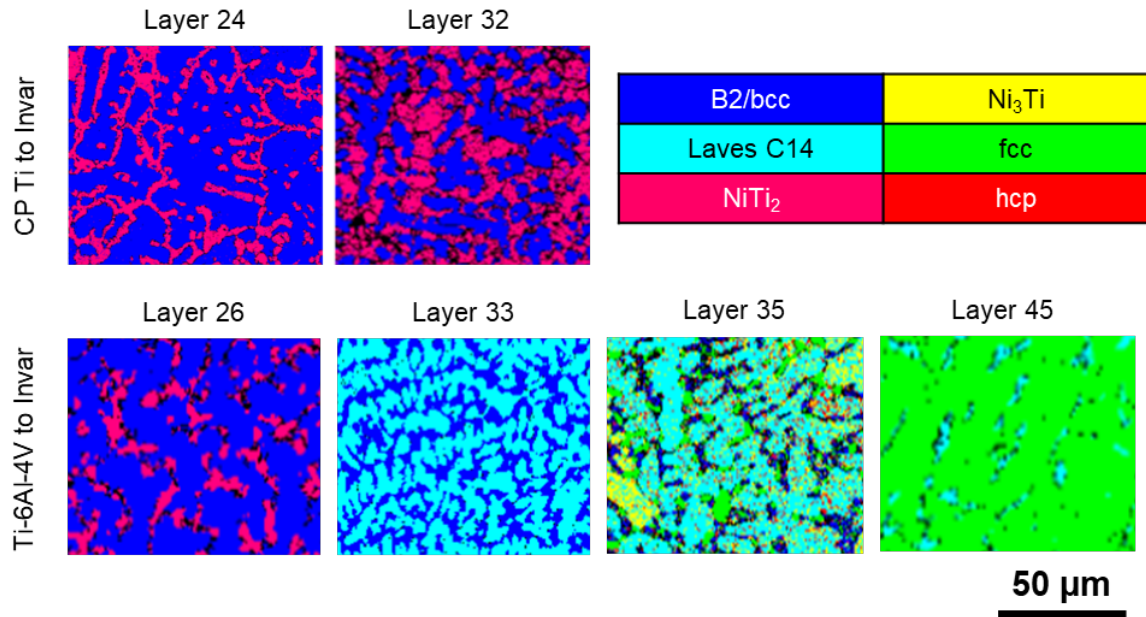 Layer 24
Layer 32
CP Ti to Invar
B2/bcc
Ni₃Ti
Laves C14
fcc
NiTi₂
hcp
Layer 26
Layer 33
Layer 35
Layer 45
Ti-6Al-4V to Invar
50 µm